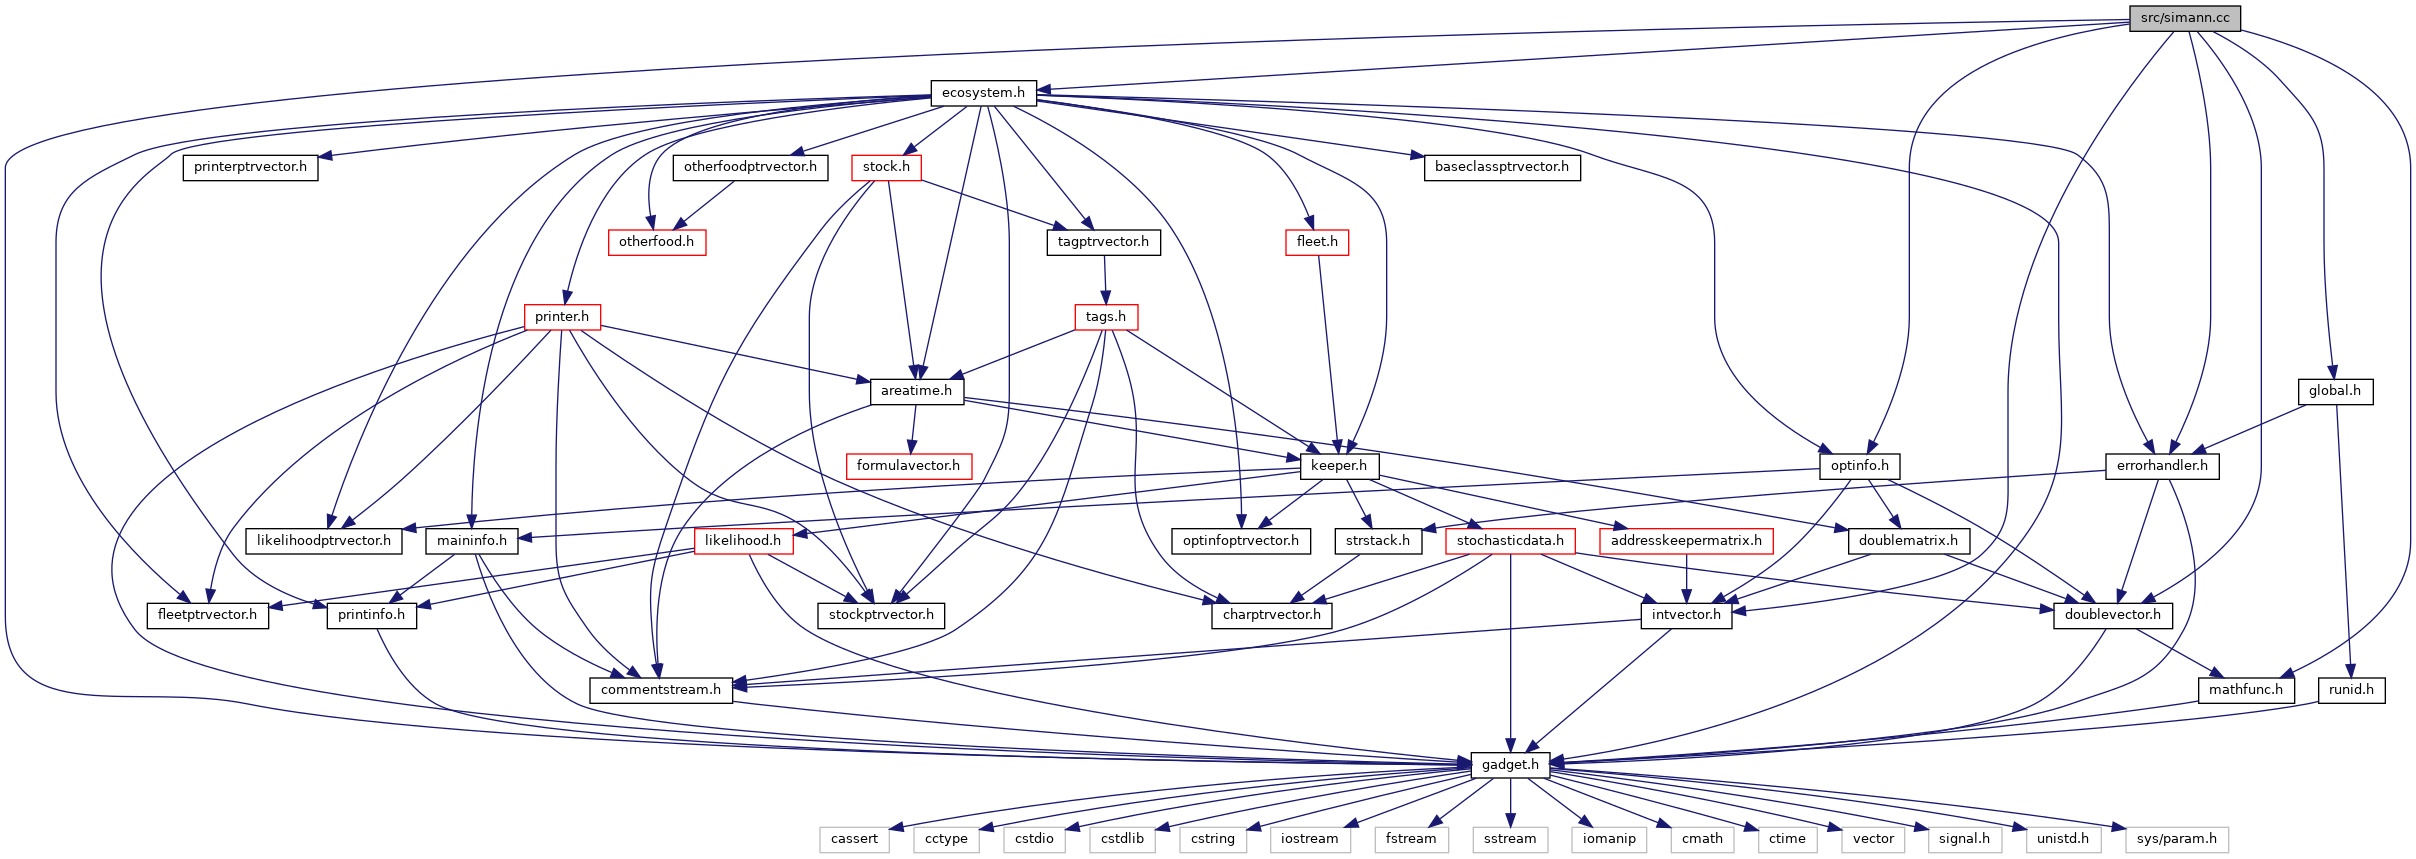 src/simann.cc
ecosystem.h
printerptrvector.h
otherfoodptrvector.h
stock.h
baseclassptrvector.h
otherfood.h
tagptrvector.h
fleet.h
printer.h
tags.h
areatime.h
global.h
formulavector.h
keeper.h
optinfo.h
errorhandler.h
likelihoodptrvector.h
maininfo.h
likelihood.h
optinfoptrvector.h
strstack.h
stochasticdata.h
addresskeepermatrix.h
doublematrix.h
fleetptrvector.h
printinfo.h
stockptrvector.h
charptrvector.h
intvector.h
doublevector.h
commentstream.h
mathfunc.h
runid.h
gadget.h
cassert
cctype
cstdio
cstdlib
cstring
iostream
fstream
sstream
iomanip
cmath
ctime
vector
signal.h
unistd.h
sys/param.h